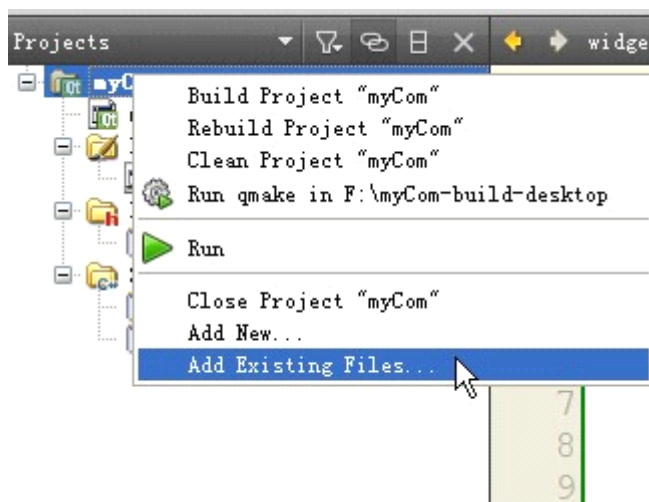 Projects
widge
myC
Build Project "myCom"
Rebuild Project "myCom"
Clean Project "myCom"
Run qmake in F:\myCom-build-desktop
Run
Close Project "myCom"
Add New...
Add Existing Files...
7
8
9